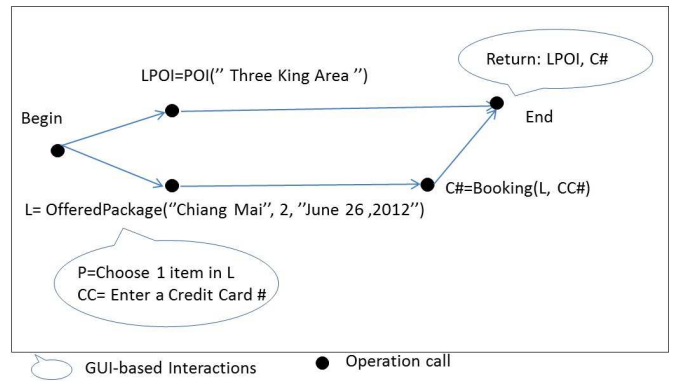 Return: LPOI, C#
LPOI=POI(’’ Three King Area ’’)
Begin
End
C#=Booking(L, CC#)
L= OfferedPackage(‘’Chiang Mai’’, 2, ’’June 26 ,2012’’)
P=Choose 1 item in L
CC= Enter a Credit Card #
GUI-based Interactions
Operation call